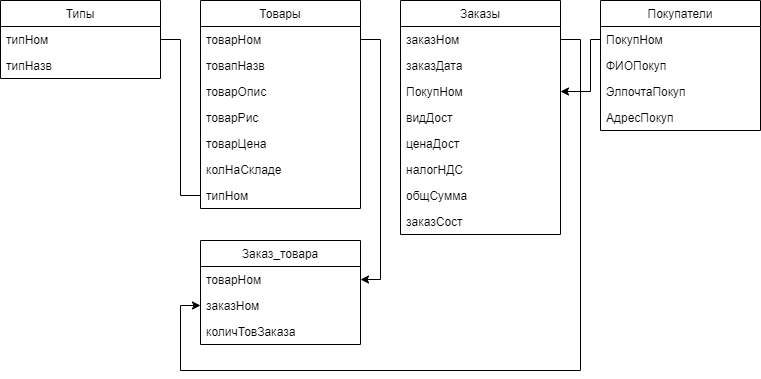 Типы
типНом
типНазв
Товары
товарНом
товапНазв
товарОпис
товарРис
товарЦена
колНаСкладе
типНом
Заказы
заказНом
заказДата
ПокупНом
видДост
ценаДост
налогНДС
общСумма
заказСост
Покупатели
ПокупНом
ФИОПокуп
ЭлпочтаПокуп
АдресПокуп
Заказ_товара
товарНом
заказНом
количТовЗаказа